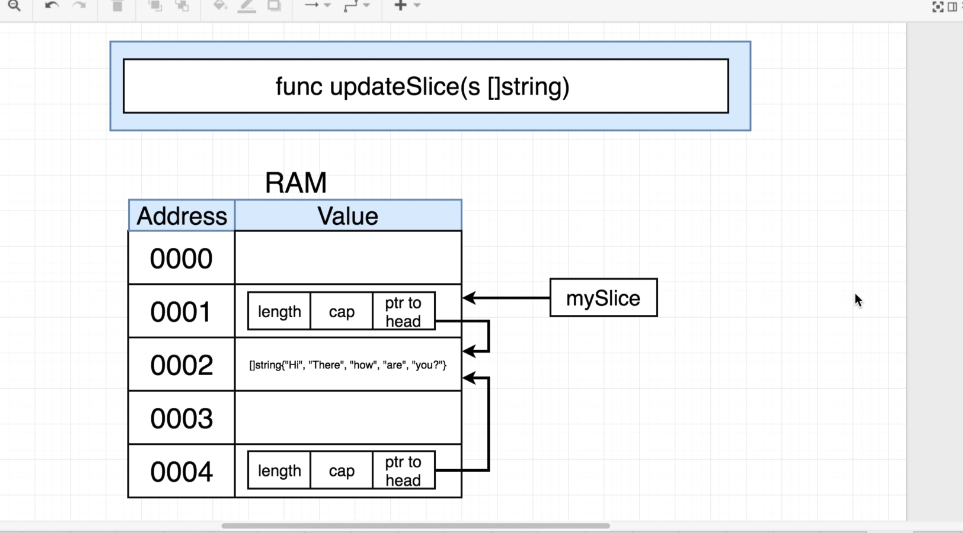 func updateSlice(s []string)
RAM
Address Value
0000
0001 length cap ptr to head
mySlice
0002 []string{"Hi", "There", "how", "are", "you?"}
0003
0004 length cap ptr to head